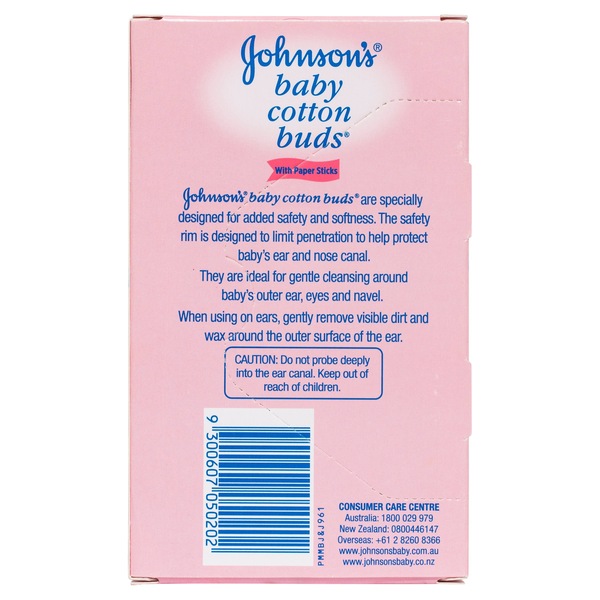 Johnson's®
baby
cotton
buds®
With Paper Sticks
Johnson's® baby cotton buds® are specially
designed for added safety and softness. The safety
rim is designed to limit penetration to help protect
baby's ear and nose canal.
They are ideal for gentle cleansing around
baby's outer ear, eyes and navel.
When using on ears, gently remove visible dirt and
wax around the outer surface of the ear.
CAUTION: Do not probe deeply
into the ear canal. Keep out of
reach of children.
9 300607 050202
PMMBJ&J961
CONSUMER CARE CENTRE
Australia: 1800 029 979
New Zealand: 0800446147
Overseas: +61 2 8260 8366
www.johnsonsbaby.com.au
www.johnsonsbaby.co.nz